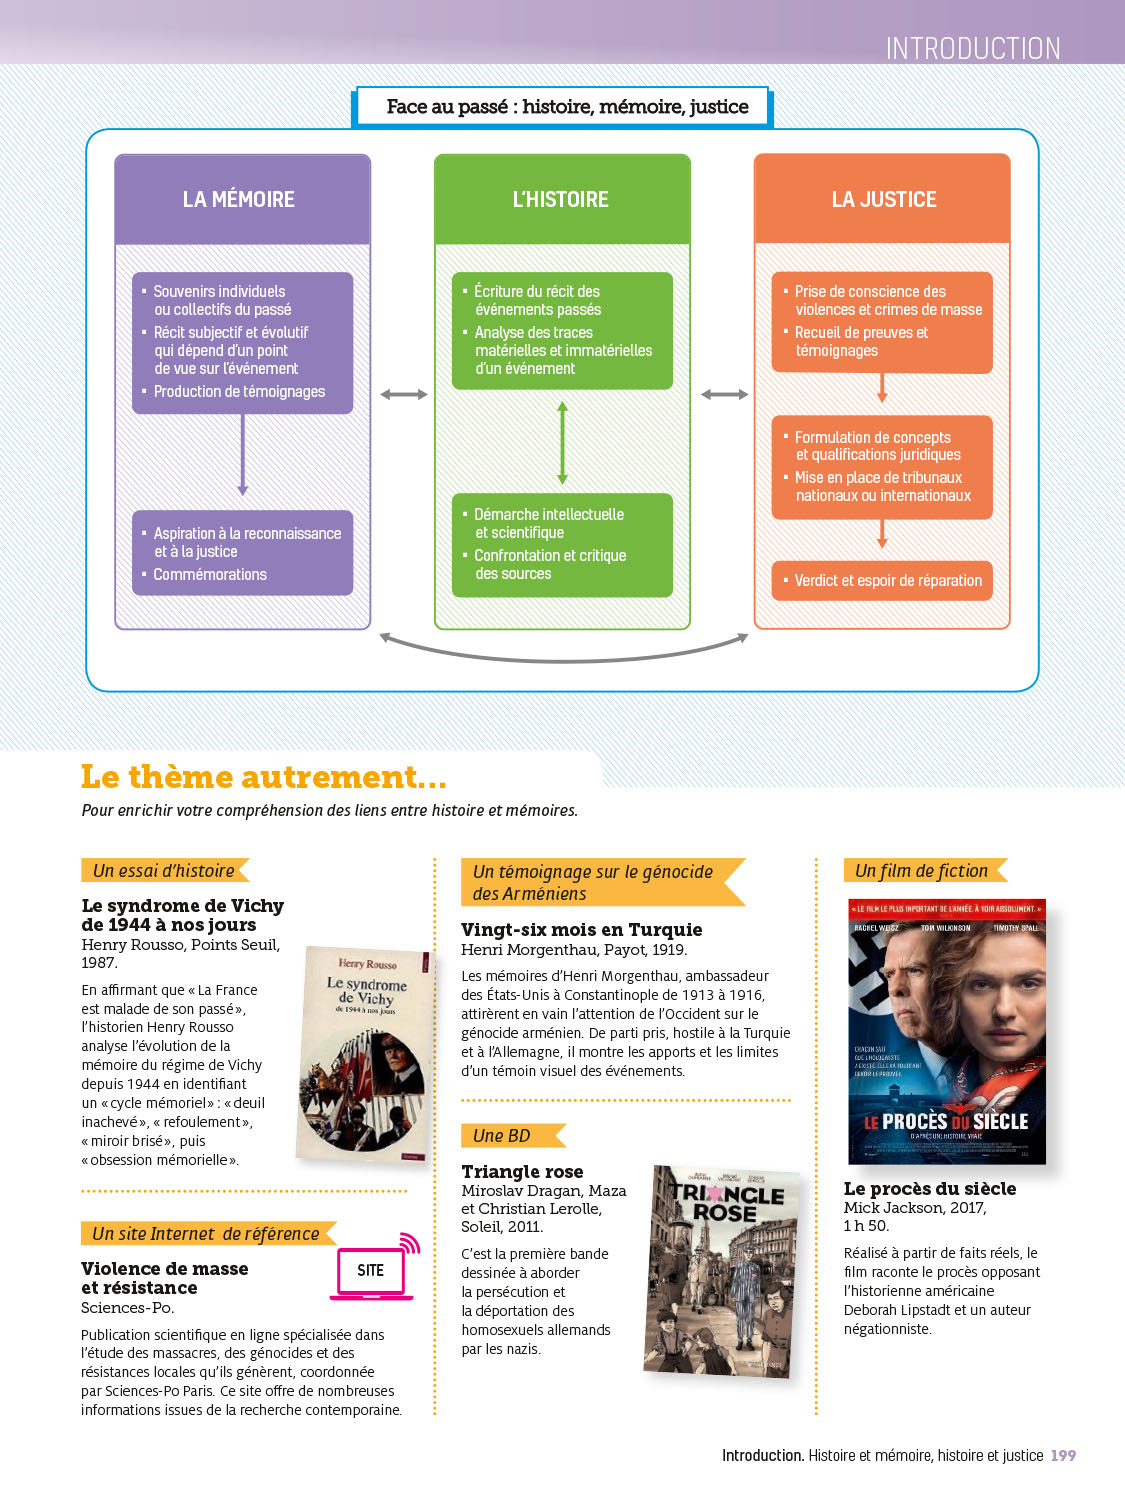 INTRODUCTION
Face au passé : histoire, mémoire, justice
LA MÉMOIRE
▪ Souvenirs individuels
ou collectifs du passé
▪ Récit subjectif et évolutif
qui dépend d’un point
de vue sur l’événement
▪ Production de témoignages
▪ Aspiration à la reconnaissance
et à la justice
▪ Commémorations
L’HISTOIRE
▪ Écriture du récit des
événements passés
▪ Analyse des traces
matérielles et immatérielles
d’un événement
▪ Démarche intellectuelle
et scientifique
▪ Confrontation et critique
des sources
LA JUSTICE
▪ Prise de conscience des
violences et crimes de masse
▪ Recueil de preuves et
témoignages
▪ Formulation de concepts
et qualifications juridiques
▪ Mise en place de tribunaux
nationaux ou internationaux
▪ Verdict et espoir de réparation
Le thème autrement...
Pour enrichir votre compréhension des liens entre histoire et mémoires.
Un essai d’histoire
Le syndrome de Vichy
de 1944 à nos jours
Henry Rousso, Points Seuil,
1987.
En affirmant que « La France
est malade de son passé »,
l’historien Henry Rousso
analyse l’évolution de la
mémoire du régime de Vichy
depuis 1944 en identifiant
un « cycle mémoriel » : « deuil
inachevé », « refoulement »,
« miroir brisé », puis
« obsession mémorielle ».
Henry Rousso
Le syndrome
de Vichy
de 1944 à nos jours
Un site Internet de référence
Violence de masse
et résistance
Sciences-Po.
SITE
Publication scientifique en ligne spécialisée dans
l’étude des massacres, des génocides et des
résistances locales qu’ils génèrent, coordonnée
par Sciences-Po Paris. Ce site offre de nombreuses
informations issues de la recherche contemporaine.
Un témoignage sur le génocide
des Arméniens
Vingt-six mois en Turquie
Henri Morgenthau, Payot, 1919.
Les mémoires d’Henri Morgenthau, ambassadeur
des États-Unis à Constantinople de 1913 à 1916,
attirèrent en vain l’attention de l’Occident sur le
génocide arménien. De parti pris, hostile à la Turquie
et à l’Allemagne, il montre les apports et les limites
d’un témoin visuel des événements.
Une BD
Triangle rose
Miroslav Dragan, Maza
et Christian Lerolle,
Soleil, 2011.
C’est la première bande
dessinée à aborder
la persécution et
la déportation des
homosexuels allemands
par les nazis.
TRIANGLE
ROSE
Un film de fiction
« LE FILM LE PLUS IMPORTANT DE L’ANNÉE. À VOIR ABSOLUMENT. »
RACHEL WEISZ TOM WILKINSON TIMOTHY SPALL
CHACUN SAIT
QUE L’HOLOCAUSTE
A EXISTÉ. ELLE VA POURTANT
DEVOIR LE PROUVER.
LE PROCÈS DU SIÈCLE
D’APRÈS UNE HISTOIRE VRAIE
Le procès du siècle
Mick Jackson, 2017,
1 h 50.
Réalisé à partir de faits réels, le
film raconte le procès opposant
l’historienne américaine
Deborah Lipstadt et un auteur
négationniste.
Introduction. Histoire et mémoire, histoire et justice 199